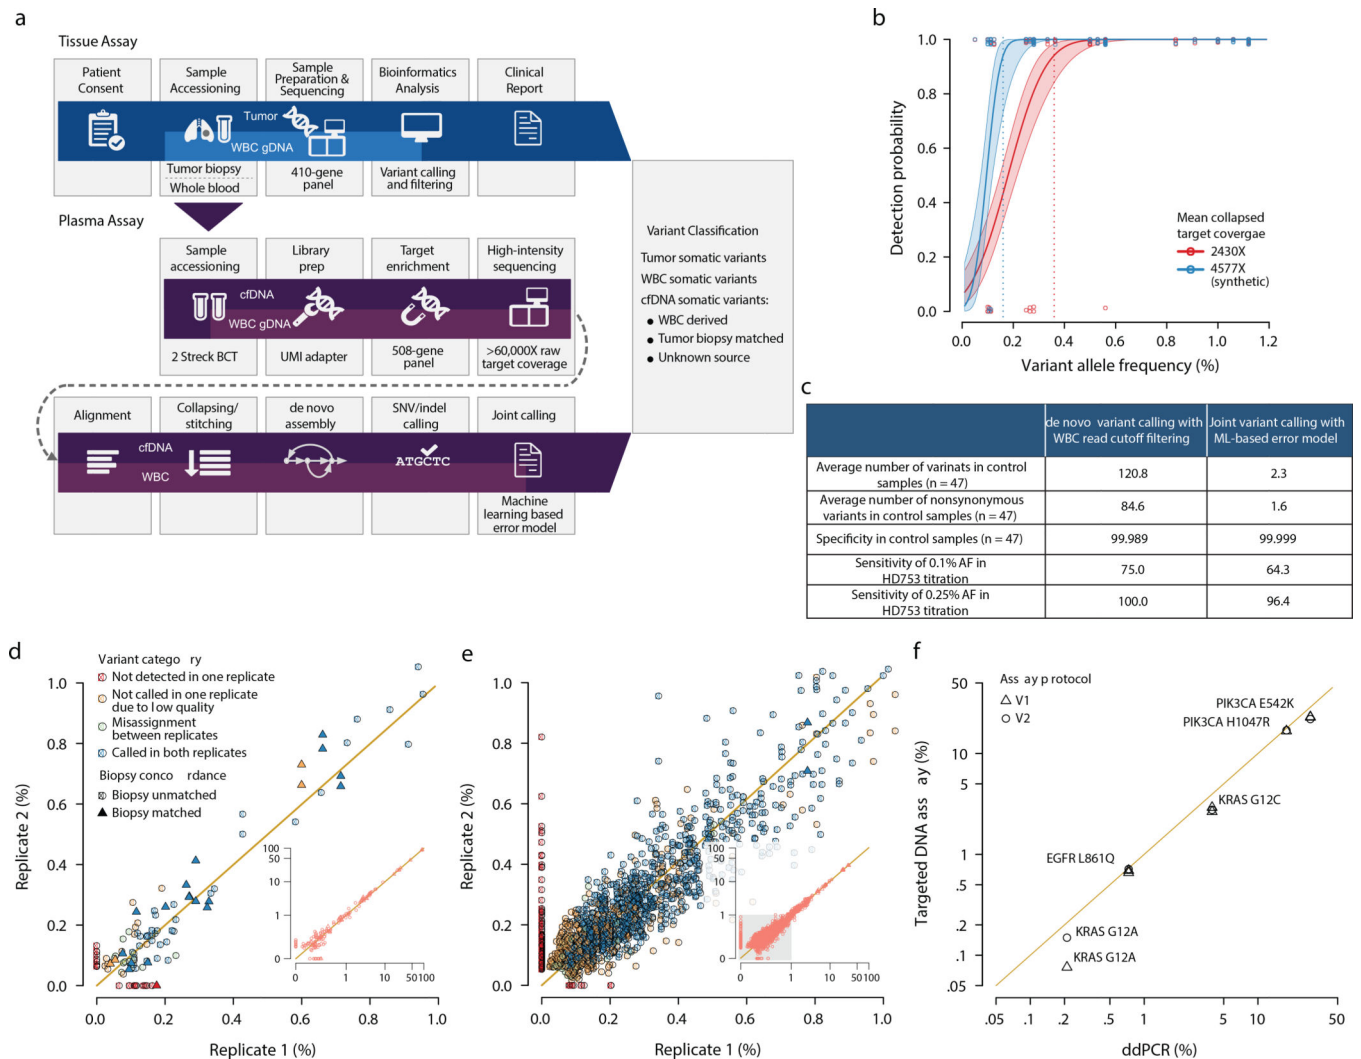 a
Tissue Assay
Patient
Consent
Sample
Accessioning
Sample
Preparation &
Sequencing
Bioinformatics
Analysis
Clinical
Report
Tumor
WBC gDNA
Tumor biopsy
Whole blood
410-gene
panel
Variant calling
and filtering
Plasma Assay
Sample
accessioning
Library
prep
Target
enrichment
High-intensity
sequencing
cfDNA
WBC gDNA
2 Streck BCT
UMI adapter
508-gene
panel
>60,000X raw
target coverage
Alignment
Collapsing/
stitching
de novo
assembly
SNV/indel
calling
Joint calling
cfDNA
WBC
ATGCTC
Machine
learning based
error model
Variant Classification
Tumor somatic variants
WBC somatic variants
cfDNA somatic variants:
● WBC derived
● Tumor biopsy matched
● Unknown source
b
1.0
0.8
0.6
0.4
0.2
0.0
Detection probability
0.0 0.2 0.4 0.6 0.8 1.0 1.2
Variant allele frequency (%)
Mean collapsed
target covergae
2430X
4577X
(synthetic)
c
de novo variant calling with
WBC read cutoff filtering
Joint variant calling with
ML-based error model
Average number of varinats in control
samples (n = 47)
120.8
2.3
Average number of nonsynonymous
variants in control samples (n = 47)
84.6
1.6
Specificity in control samples (n = 47)
99.989
99.999
Sensitivity of 0.1% AF in
HD753 titration
75.0
64.3
Sensitivity of 0.25% AF in
HD753 titration
100.0
96.4
d
Variant catego ry
Not detected in one replicate
Not called in one replicate
due to low quality
Misassignment
between replicates
Called in both replicates
Biopsy conco rdance
Biopsy unmatched
Biopsy matched
1.0
0.8
0.6
0.4
0.2
0.0
Replicate 2 (%)
100
50
10
1
0
0 1 10 50 100
0.0 0.2 0.4 0.6 0.8 1.0
Replicate 1 (%)
e
1.0
0.8
0.6
0.4
0.2
0.0
Replicate 2 (%)
100
50
10
1
0
0 1 10 50 100
0.0 0.2 0.4 0.6 0.8 1.0
Replicate 1 (%)
f
Ass ay p rotocol
V1
V2
50
10
5
1
.5
.1
.05
Targeted DNA ass ay (%)
PIK3CA E542K
PIK3CA H1047R
KRAS G12C
EGFR L861Q
KRAS G12A
KRAS G12A
.05 .1 .5 1 5 10 50
ddPCR (%)